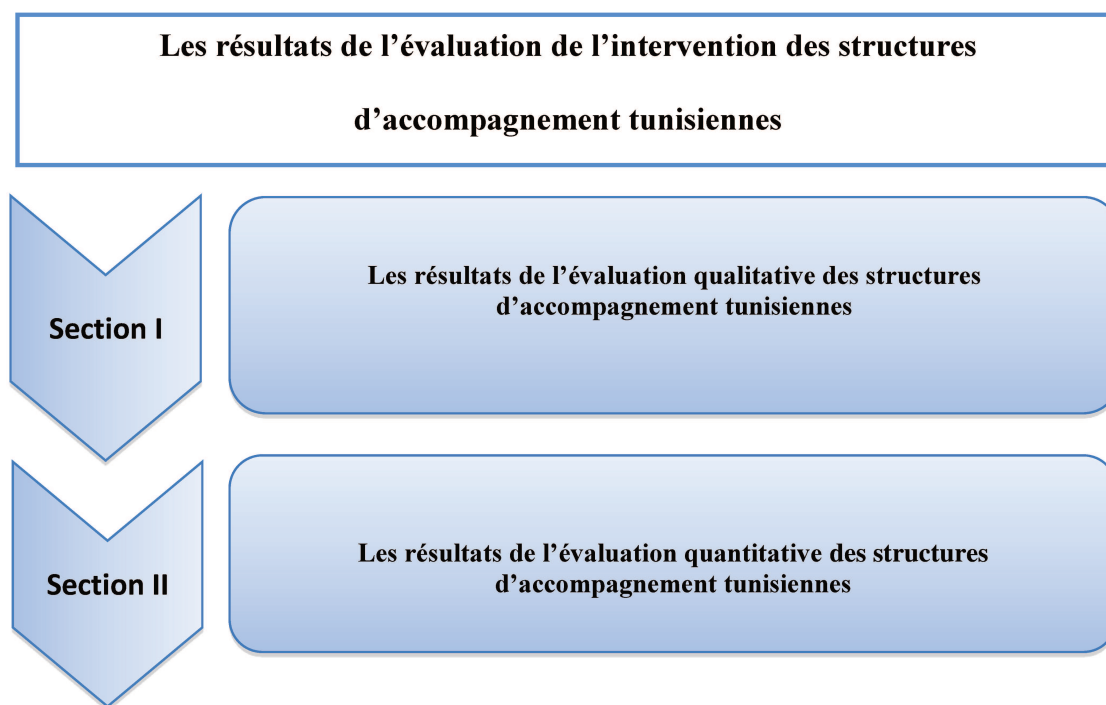 Les résultats de l’évaluation de l’intervention des structures
d’accompagnement tunisiennes
Section I
Les résultats de l’évaluation qualitative des structures
d’accompagnement tunisiennes
Section II
Les résultats de l’évaluation quantitative des structures
d’accompagnement tunisiennes